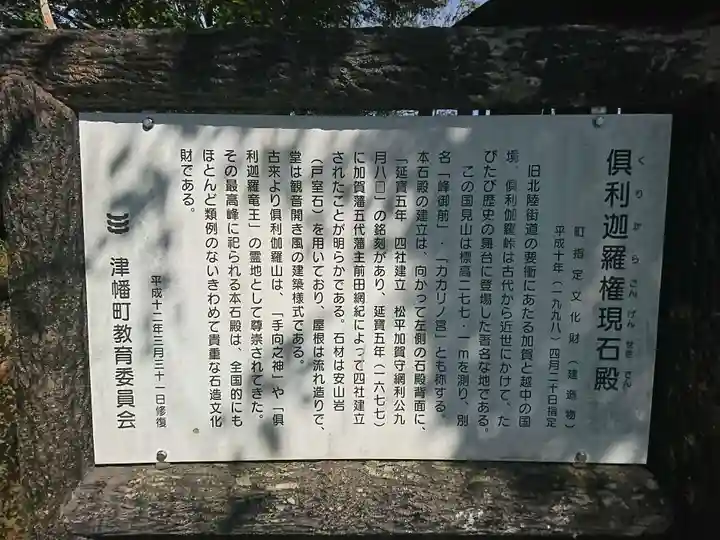 倶利迦羅権現石殿
くりからさんげんせきでん
町指定文化財(建造物)
平成十年(一九九八)四月二十日指定
旧北陸街道の要衝にあたる加賀と越中の国
境、倶利伽羅峠は古代から近世にかけて、た
びたび歴史の舞台に登場した著名な地である。
この国見山は標高二七七・一mを測り、別
名「峰御前」・「カカリノ宮」とも称する。
本石殿の建立は、向かって左側の石殿背面に、
「延寶五年 四社建立 松平加賀守網利公九
月八□」の銘刻があり、延寶五年(一六七七)
に加賀藩五代藩主前田網紀によって四社建立
されたことが明らかである。石材は安山岩
(戸室石)を用いており、屋根は流れ造りで、
堂は観音開き風の建築様式である。
古来より倶利伽羅山は、「手向之神」や「倶
利迦羅竜王」の霊地として尊崇されてきた。
その最高峰に祀られる本石殿は、全国的にも
ほとんど類例のないきわめて貴重な石造文化
財である。
平成十二年三月三十一日修復
津幡町教育委員会